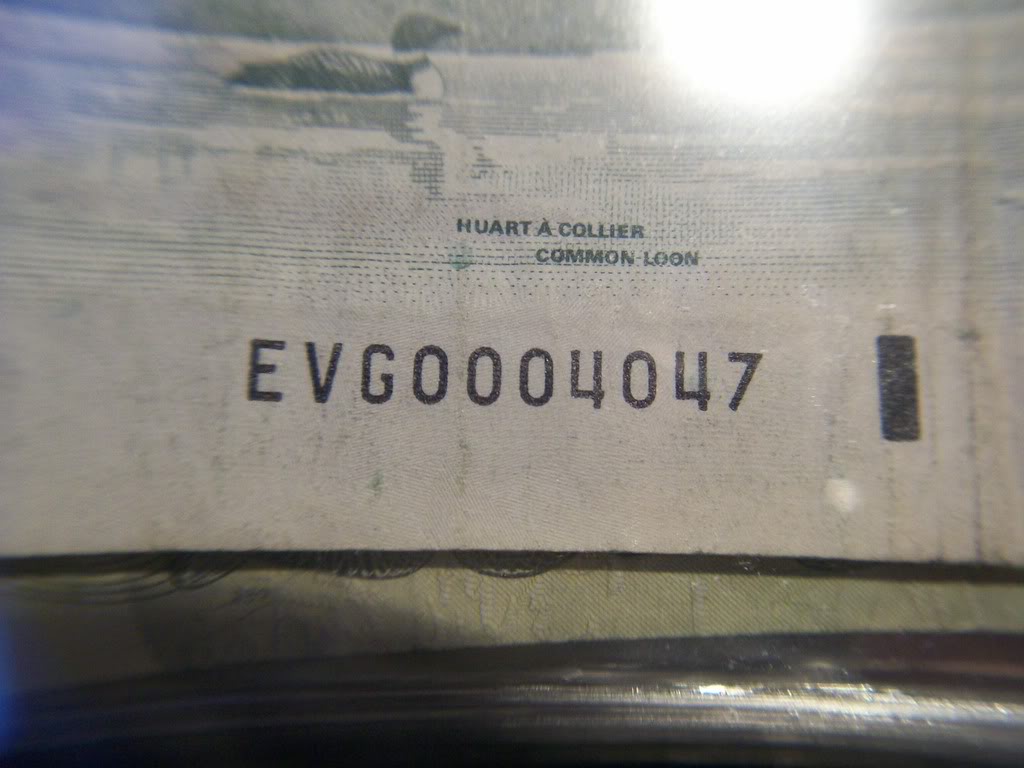 HUART À COLLIER
COMMON LOON
EVG0004047